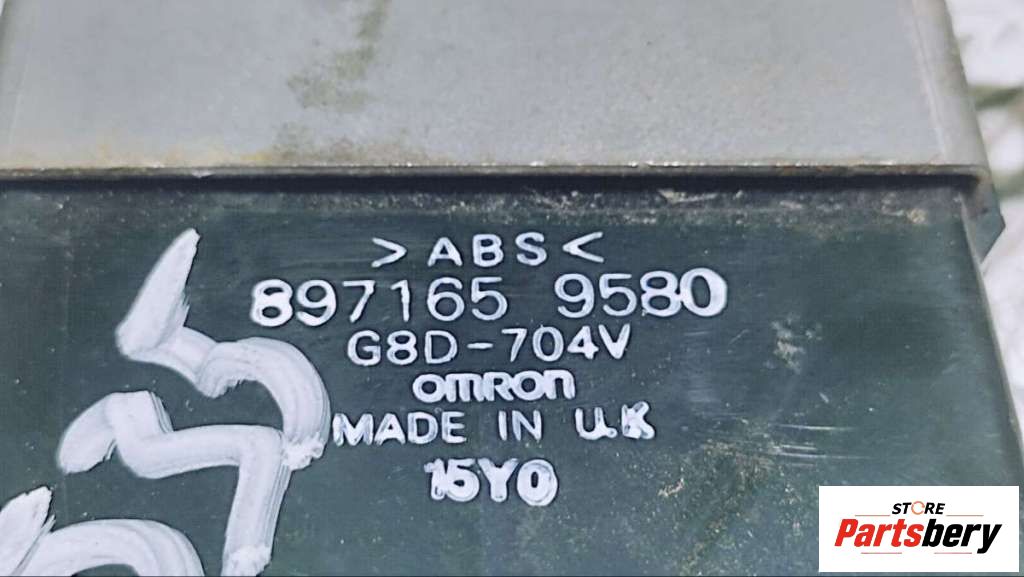 >ABS<
897165 9580
G8D-704V
OMRON
MADE IN U.K
15Y0
STORE
Partsbery